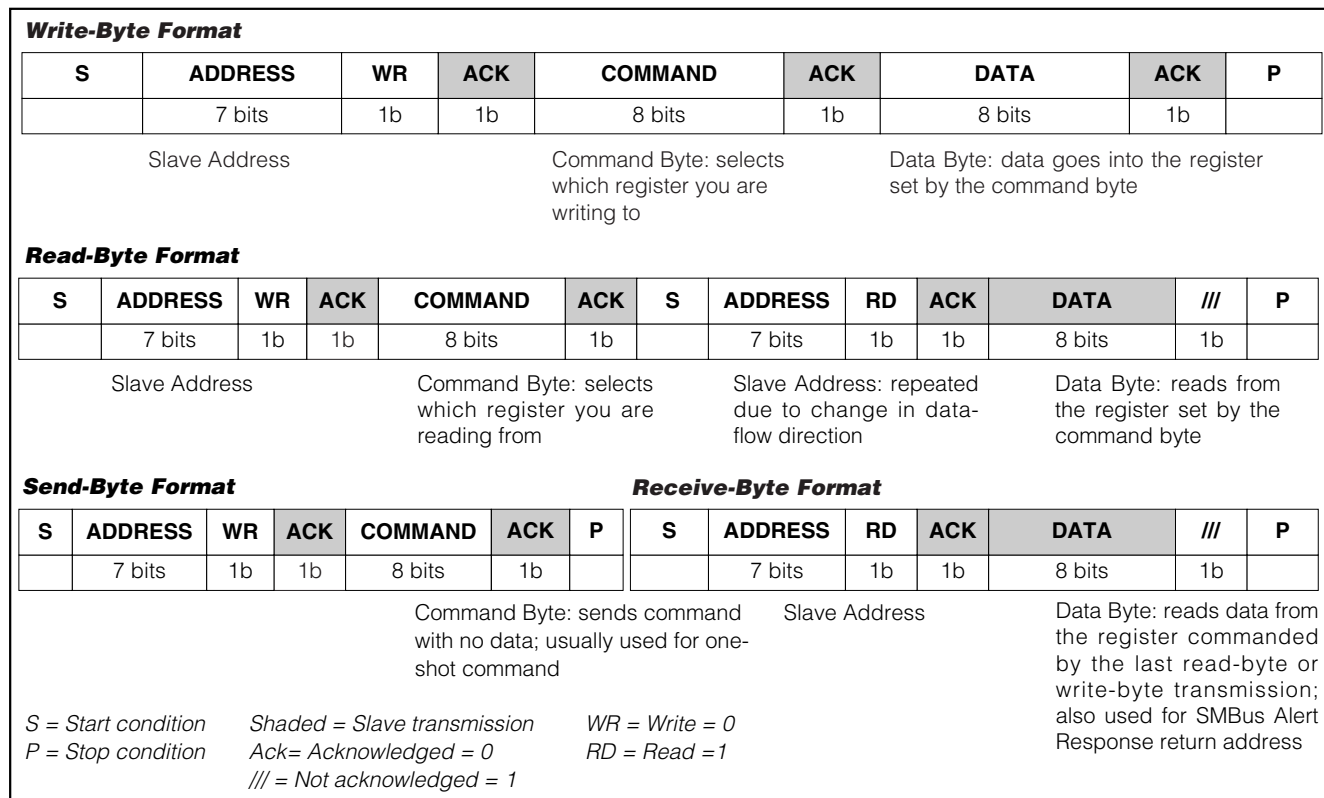 Write-Byte Format
S ADDRESS WR ACK COMMAND ACK DATA ACK P
7 bits 1b 1b 8 bits 1b 8 bits 1b
Slave Address
Command Byte: selects
which register you are
writing to
Data Byte: data goes into the register
set by the command byte
Read-Byte Format
S ADDRESS WR ACK COMMAND ACK S ADDRESS RD ACK DATA /// P
7 bits 1b 1b 8 bits 1b 7 bits 1b 1b 8 bits 1b
Slave Address
Command Byte: selects
which register you are
reading from
Slave Address: repeated
due to change in data-
flow direction
Data Byte: reads from
the register set by the
command byte
Send-Byte Format
S ADDRESS WR ACK COMMAND ACK P
7 bits 1b 1b 8 bits 1b
Command Byte: sends command
with no data; usually used for one-
shot command
Receive-Byte Format
S ADDRESS RD ACK DATA /// P
7 bits 1b 1b 8 bits 1b
Slave Address
Data Byte: reads data from
the register commanded
by the last read-byte or
write-byte transmission;
also used for SMBus Alert
Response return address
S = Start condition Shaded = Slave transmission WR = Write = 0
P = Stop condition Ack= Acknowledged = 0 RD = Read =1
/// = Not acknowledged = 1